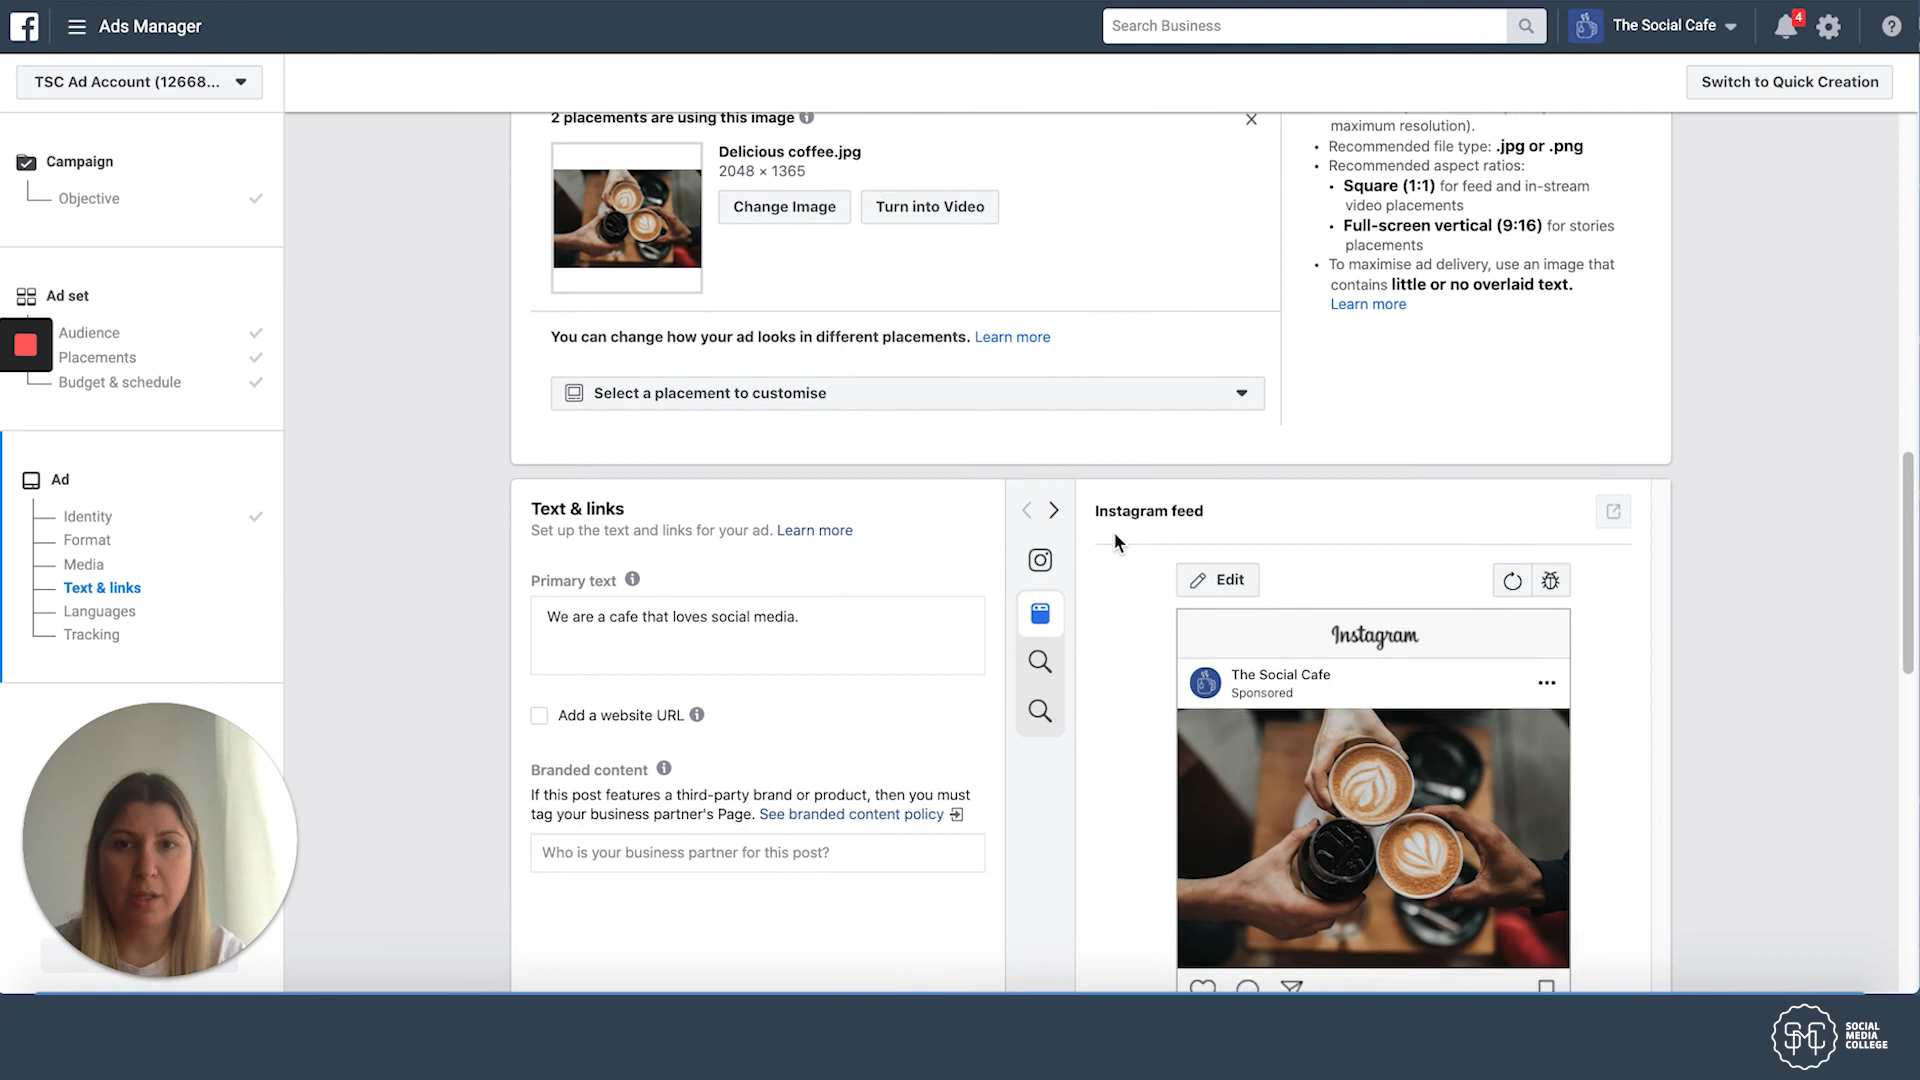 Ads Manager
Search Business
The Social Cafe
4
TSC Ad Account (12668...
Switch to Quick Creation
Campaign
Objective
Ad set
Audience
Placements
Budget & schedule
Ad
Identity
Format
Media
Text & links
Languages
Tracking
2 placements are using this image
Delicious coffee.jpg
2048 × 1365
Change Image
Turn into Video
You can change how your ad looks in different placements. Learn more
Select a placement to customise
maximum resolution).
• Recommended file type: .jpg or .png
• Recommended aspect ratios:
• Square (1:1) for feed and in-stream
video placements
• Full-screen vertical (9:16) for stories
placements
• To maximise ad delivery, use an image that
contains little or no overlaid text.
Learn more
Text & links
Set up the text and links for your ad. Learn more
Primary text
We are a cafe that loves social media.
Add a website URL
Branded content
If this post features a third-party brand or product, then you must
tag your business partner's Page. See branded content policy
Who is your business partner for this post?
Instagram feed
Edit
Instagram
The Social Cafe
Sponsored
SMC
SOCIAL
MEDIA
COLLEGE